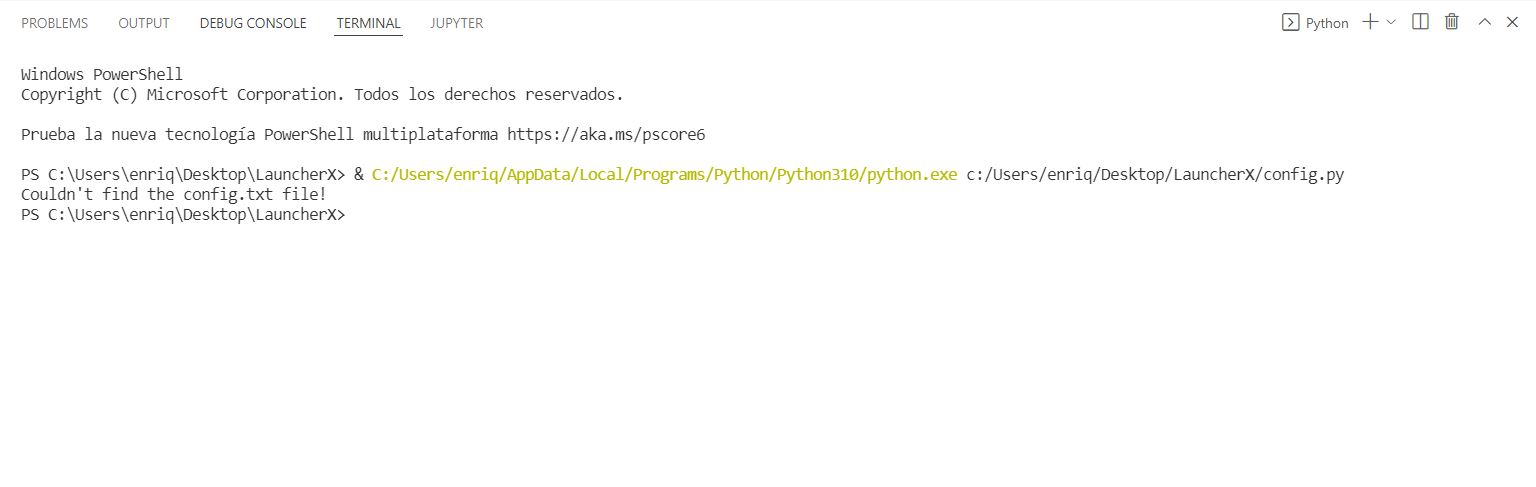 PROBLEMS OUTPUT DEBUG CONSOLE TERMINAL JUPYTER Python
Windows PowerShell
Copyright (C) Microsoft Corporation. Todos los derechos reservados.
Prueba la nueva tecnología PowerShell multiplataforma https://aka.ms/pscore6
PS C:\Users\enriq\Desktop\LauncherX> & C:/Users/enriq/AppData/Local/Programs/Python/Python310/python.exe c:/Users/enriq/Desktop/LauncherX/config.py
Couldn't find the config.txt file!
PS C:\Users\enriq\Desktop\LauncherX>